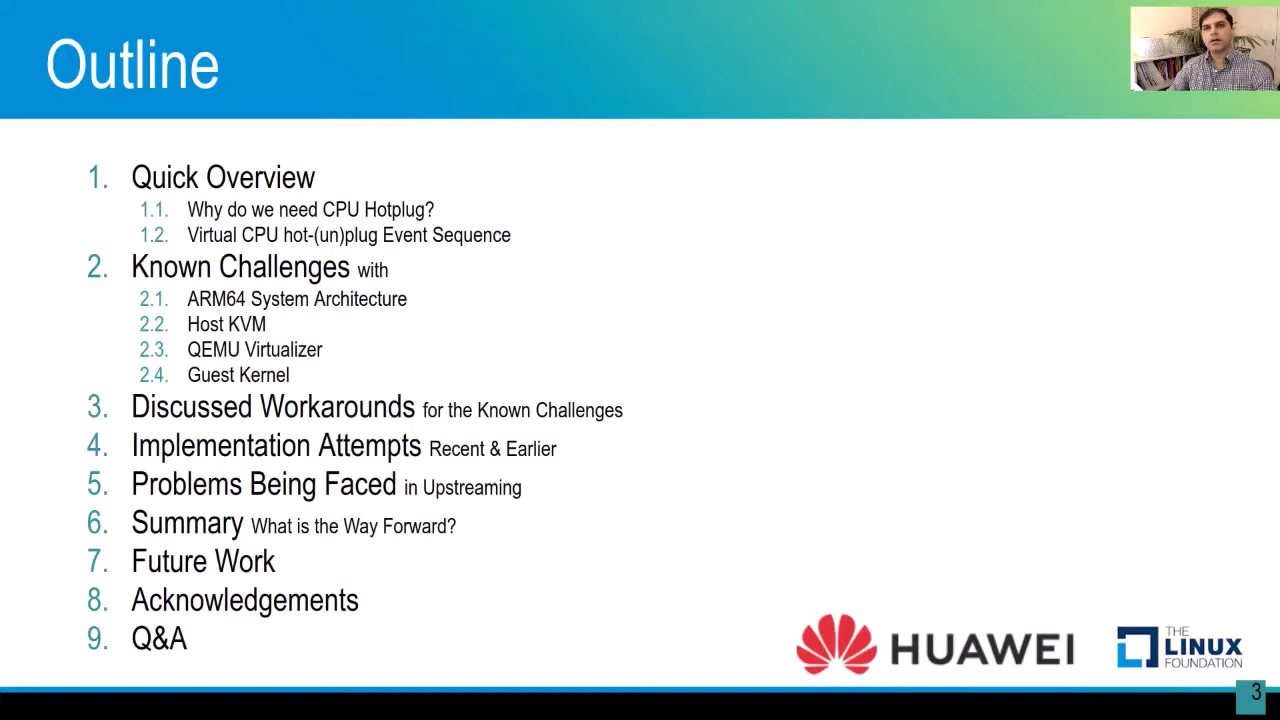 Outline
1. Quick Overview
1.1. Why do we need CPU Hotplug?
1.2. Virtual CPU hot-(un)plug Event Sequence
2. Known Challenges with
2.1. ARM64 System Architecture
2.2. Host KVM
2.3. QEMU Virtualizer
2.4. Guest Kernel
3. Discussed Workarounds for the Known Challenges
4. Implementation Attempts Recent & Earlier
5. Problems Being Faced in Upstreaming
6. Summary What is the Way Forward?
7. Future Work
8. Acknowledgements
9. Q&A
HUAWEI
THE
LINUX
FOUNDATION
3